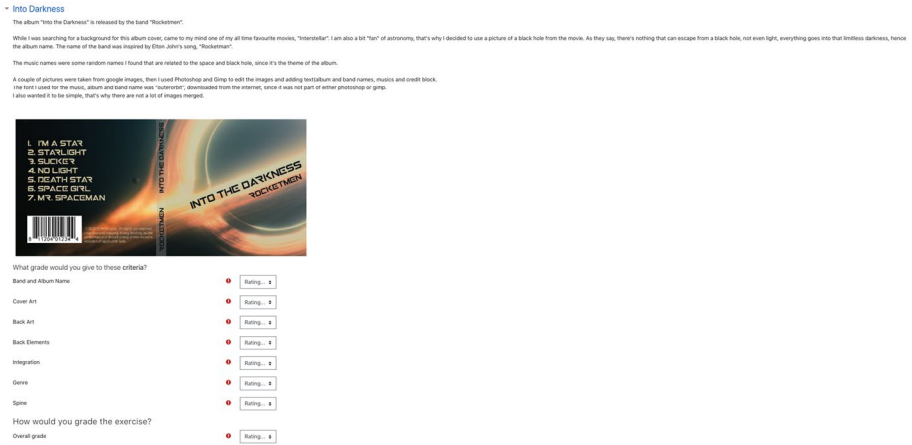 Into Darkness
The album "Into the Darkness" is released by the band "Rocketmen".
While I was searching for a background for this album cover, came to my mind one of my all time favourite movies, "Interstellar". I am also a bit "fan" of astronomy, that's why I decided to use a picture of a black hole from the movie. As they say, there's nothing that can escape from a black hole, not even light, everything goes into that limitless darkness, hence
the album name. The name of the band was inspired by Elton John's song, "Rocketman".
The music names were some random names I found that are related to the space and black hole, since it's the theme of the album.
A couple of pictures were taken from google images, then I used Photoshop and Gimp to edit the images and adding text(album and band names, musics and credit block.
The font I used for the music, album and band name was "outerorbit", downloaded from the internet, since it was not part of either photoshop or gimp.
I also wanted it to be simple, that's why there are not a lot of images merged.
1. I'M A STAR
2. STARLIGHT
3. SUCKER
4. NO LIGHT
5. DEATH STAR
6. SPACE GIRL
7. MR. SPACEMAN
8 11204 01234 4
ROCKETMEN INTO THE DARKNESS
INTO THE DARKNESS
ROCKETMEN
What grade would you give to these criteria?
Band and Album Name Rating...
Cover Art Rating...
Back Art Rating...
Back Elements Rating...
Integration Rating...
Genre Rating...
Spine Rating...
How would you grade the exercise?
Overall grade Rating...